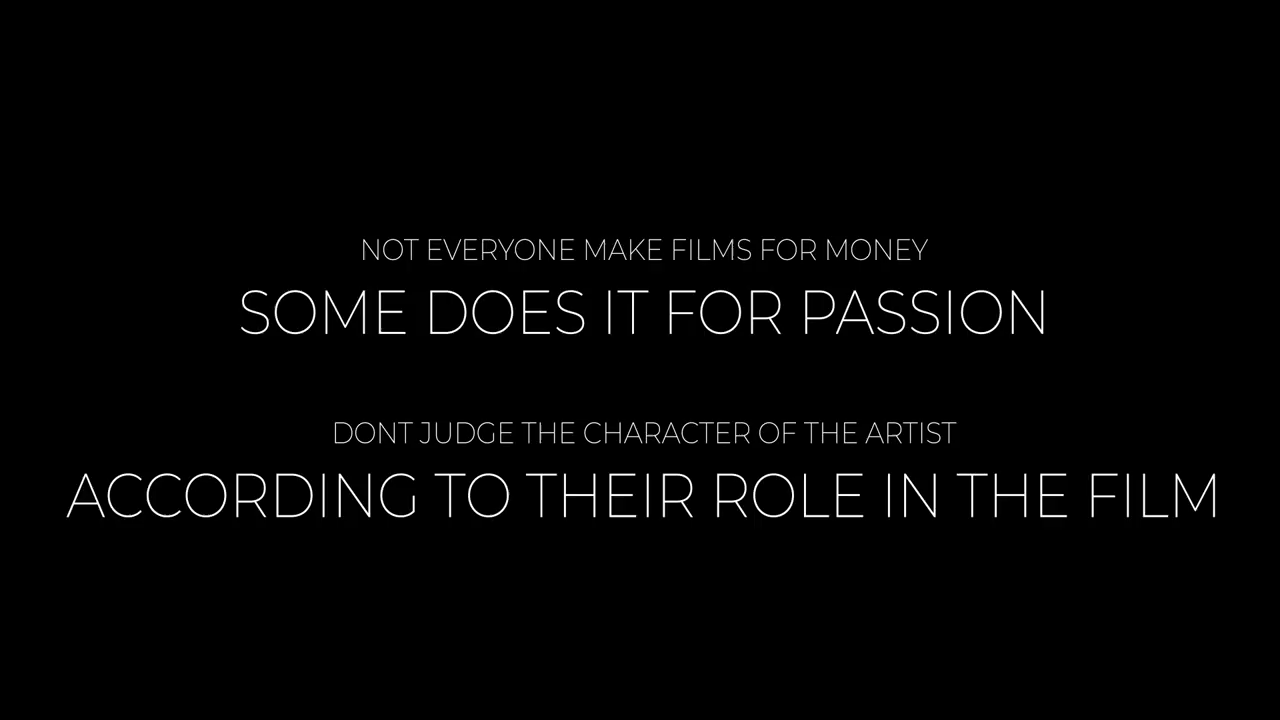 NOT EVERYONE MAKE FILMS FOR MONEY
SOME DOES IT FOR PASSION
DONT JUDGE THE CHARACTER OF THE ARTIST
ACCORDING TO THEIR ROLE IN THE FILM